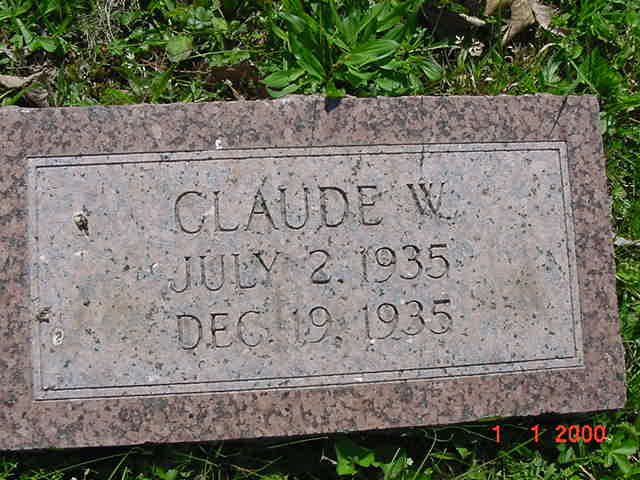 CLAUDE W.
JULY 2, 1935
DEC. 19, 1935
1 1 2000